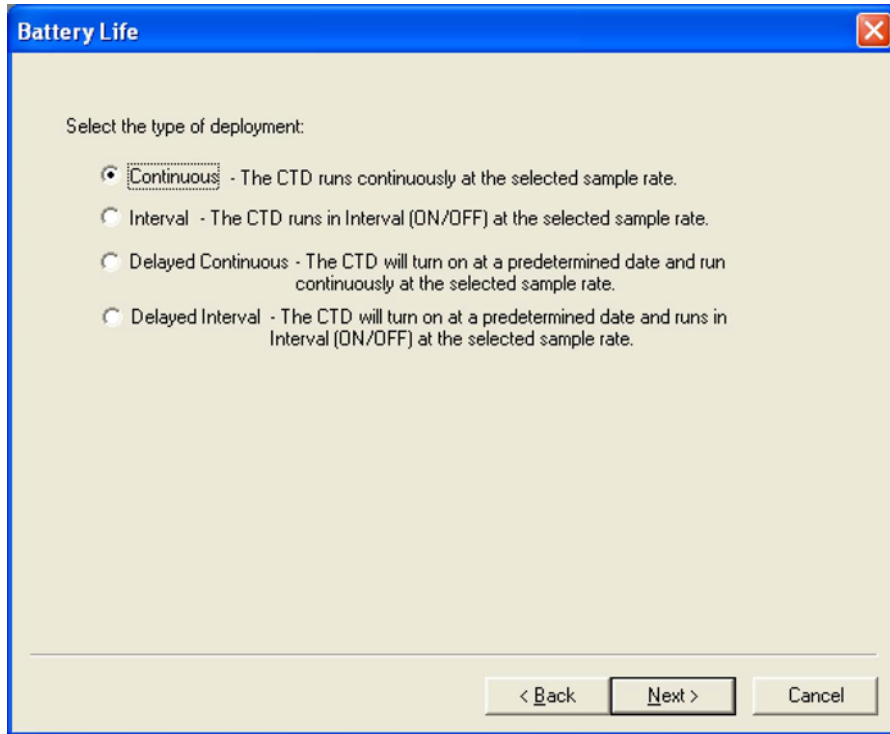 Battery Life
Select the type of deployment:
Continuous - The CTD runs continuously at the selected sample rate.
Interval - The CTD runs in Interval (ON/OFF) at the selected sample rate.
Delayed Continuous - The CTD will turn on at a predetermined date and run
continuously at the selected sample rate.
Delayed Interval - The CTD will turn on at a predetermined date and runs in
Interval (ON/OFF) at the selected sample rate.
< Back Next > Cancel